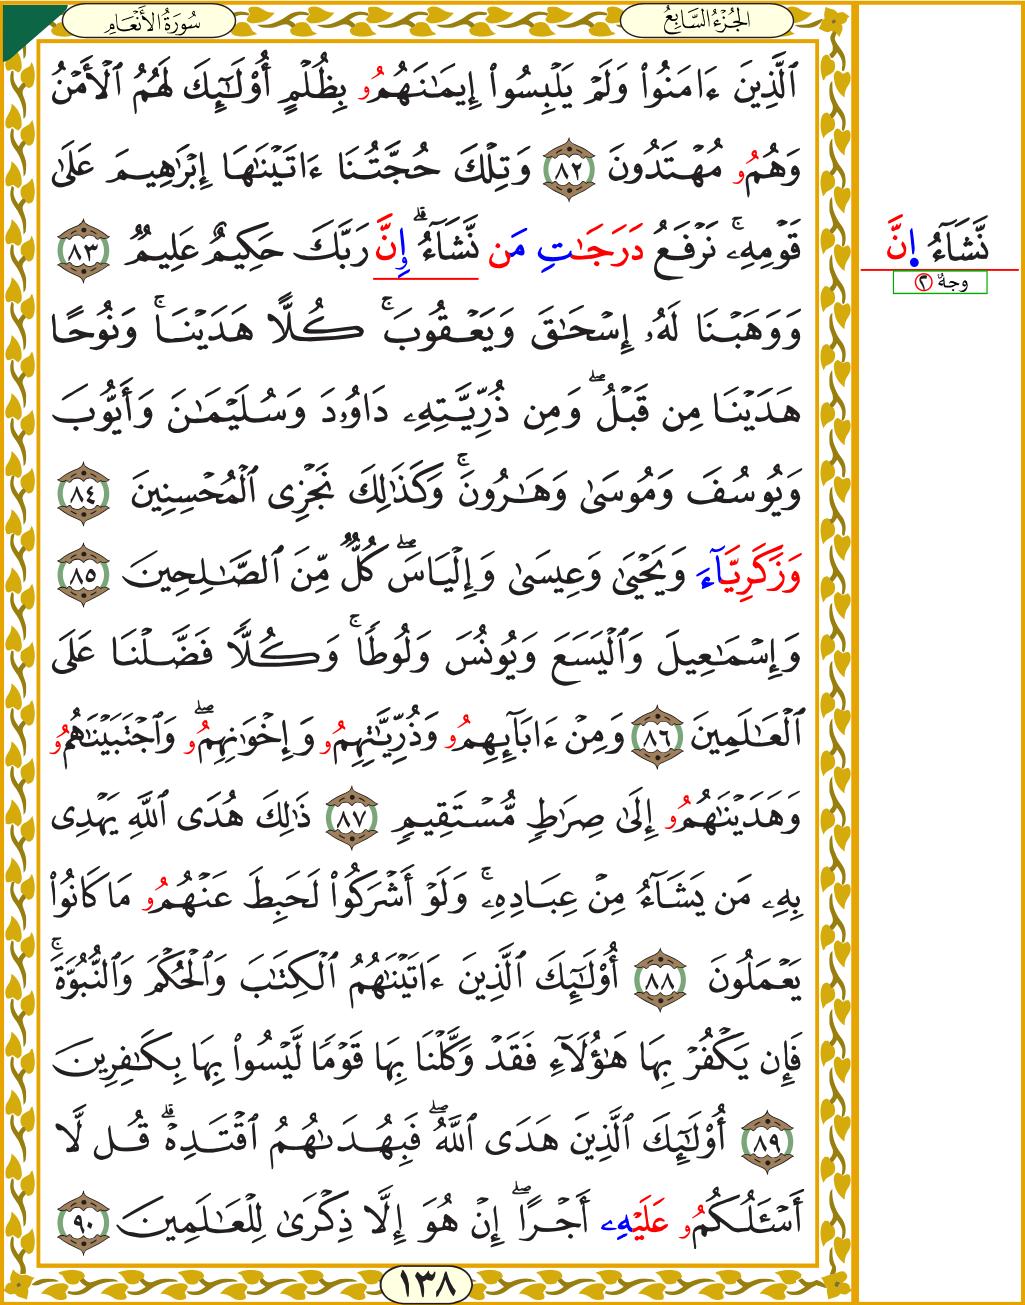 الجُزْءُ السَّابِعُ
سُورَةُ الأَنْعَامِ
ٱلَّذِينَ ءَامَنُواْ وَلَمْ يَلْبِسُواْ إِيمَٰنَهُمُۥ بِظُلْمٍ أُوْلَٰٓئِكَ لَهُمُ ٱلْأَمْنُ
وَهُمُۥ مُهْتَدُونَ ٨٢ وَتِلْكَ حُجَّتُنَا ءَاتَيْنَٰهَا إِبْرَٰهِيمَ عَلَىٰ
قَوْمِهِۦۚ نَرْفَعُ دَرَجَٰتِ مَن نَّشَآءُۗ إِنَّ رَبَّكَ حَكِيمٌ عَلِيمٌ ٨٣
وَوَهَبْنَا لَهُۥٓ إِسْحَٰقَ وَيَعْقُوبَۚ كُلًّا هَدَيْنَاۚ وَنُوحًا
هَدَيْنَا مِن قَبْلُۖ وَمِن ذُرِّيَّتِهِۦ دَاوُۥدَ وَسُلَيْمَٰنَ وَأَيُّوبَ
وَيُوسُفَ وَمُوسَىٰ وَهَٰرُونَۚ وَكَذَٰلِكَ نَجْزِى ٱلْمُحْسِنِينَ ٨٤
وَزَكَرِيَّآءَ وَيَحْيَىٰ وَعِيسَىٰ وَإِلْيَاسَۖ كُلٌّ مِّنَ ٱلصَّٰلِحِينَ ٨٥
وَإِسْمَٰعِيلَ وَٱلْيَسَعَ وَيُونُسَ وَلُوطًاۚ وَكُلًّا فَضَّلْنَا عَلَى
ٱلْعَٰلَمِينَ ٨٦ وَمِنْ ءَابَآئِهِمُۥ وَذُرِّيَّٰتِهِمُۥ وَإِخْوَٰنِهِمُۥۖ وَٱجْتَبَيْنَٰهُمُۥ
وَهَدَيْنَٰهُمُۥ إِلَىٰ صِرَٰطٍ مُّسْتَقِيمٍ ٨٧ ذَٰلِكَ هُدَى ٱللَّهِ يَهْدِى
بِهِۦ مَن يَشَآءُ مِنْ عِبَادِهِۦۚ وَلَوْ أَشْرَكُواْ لَحَبِطَ عَنْهُمُۥ مَا كَانُواْ
يَعْمَلُونَ ٨٨ أُوْلَٰٓئِكَ ٱلَّذِينَ ءَاتَيْنَٰهُمُ ٱلْكِتَٰبَ وَٱلْحُكْمَ وَٱلنُّبُوَّةَۚ
فَإِن يَكْفُرْ بِهَا هَٰٓؤُلَآءِ فَقَدْ وَكَّلْنَا بِهَا قَوْمًا لَّيْسُواْ بِهَا بِكَٰفِرِينَ
٨٩ أُوْلَٰٓئِكَ ٱلَّذِينَ هَدَى ٱللَّهُۖ فَبِهُدَىٰهُمُ ٱقْتَدِهْۗ قُل لَّا
أَسْـَٔلُكُمُۥ عَلَيْهِۦ أَجْرًاۖ إِنْ هُوَ إِلَّا ذِكْرَىٰ لِلْعَٰلَمِينَ ٩٠
١٣٨
نَّشَآءُ إِنَّ
وجهٌ ٢